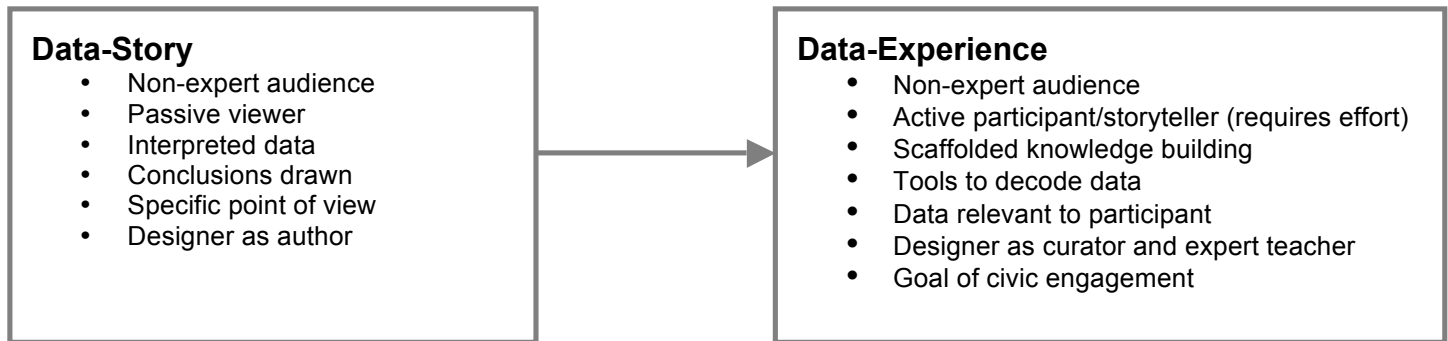 Data-Story
• Non-expert audience
• Passive viewer
• Interpreted data
• Conclusions drawn
• Specific point of view
• Designer as author
Data-Experience
• Non-expert audience
• Active participant/storyteller (requires effort)
• Scaffolded knowledge building
• Tools to decode data
• Data relevant to participant
• Designer as curator and expert teacher
• Goal of civic engagement